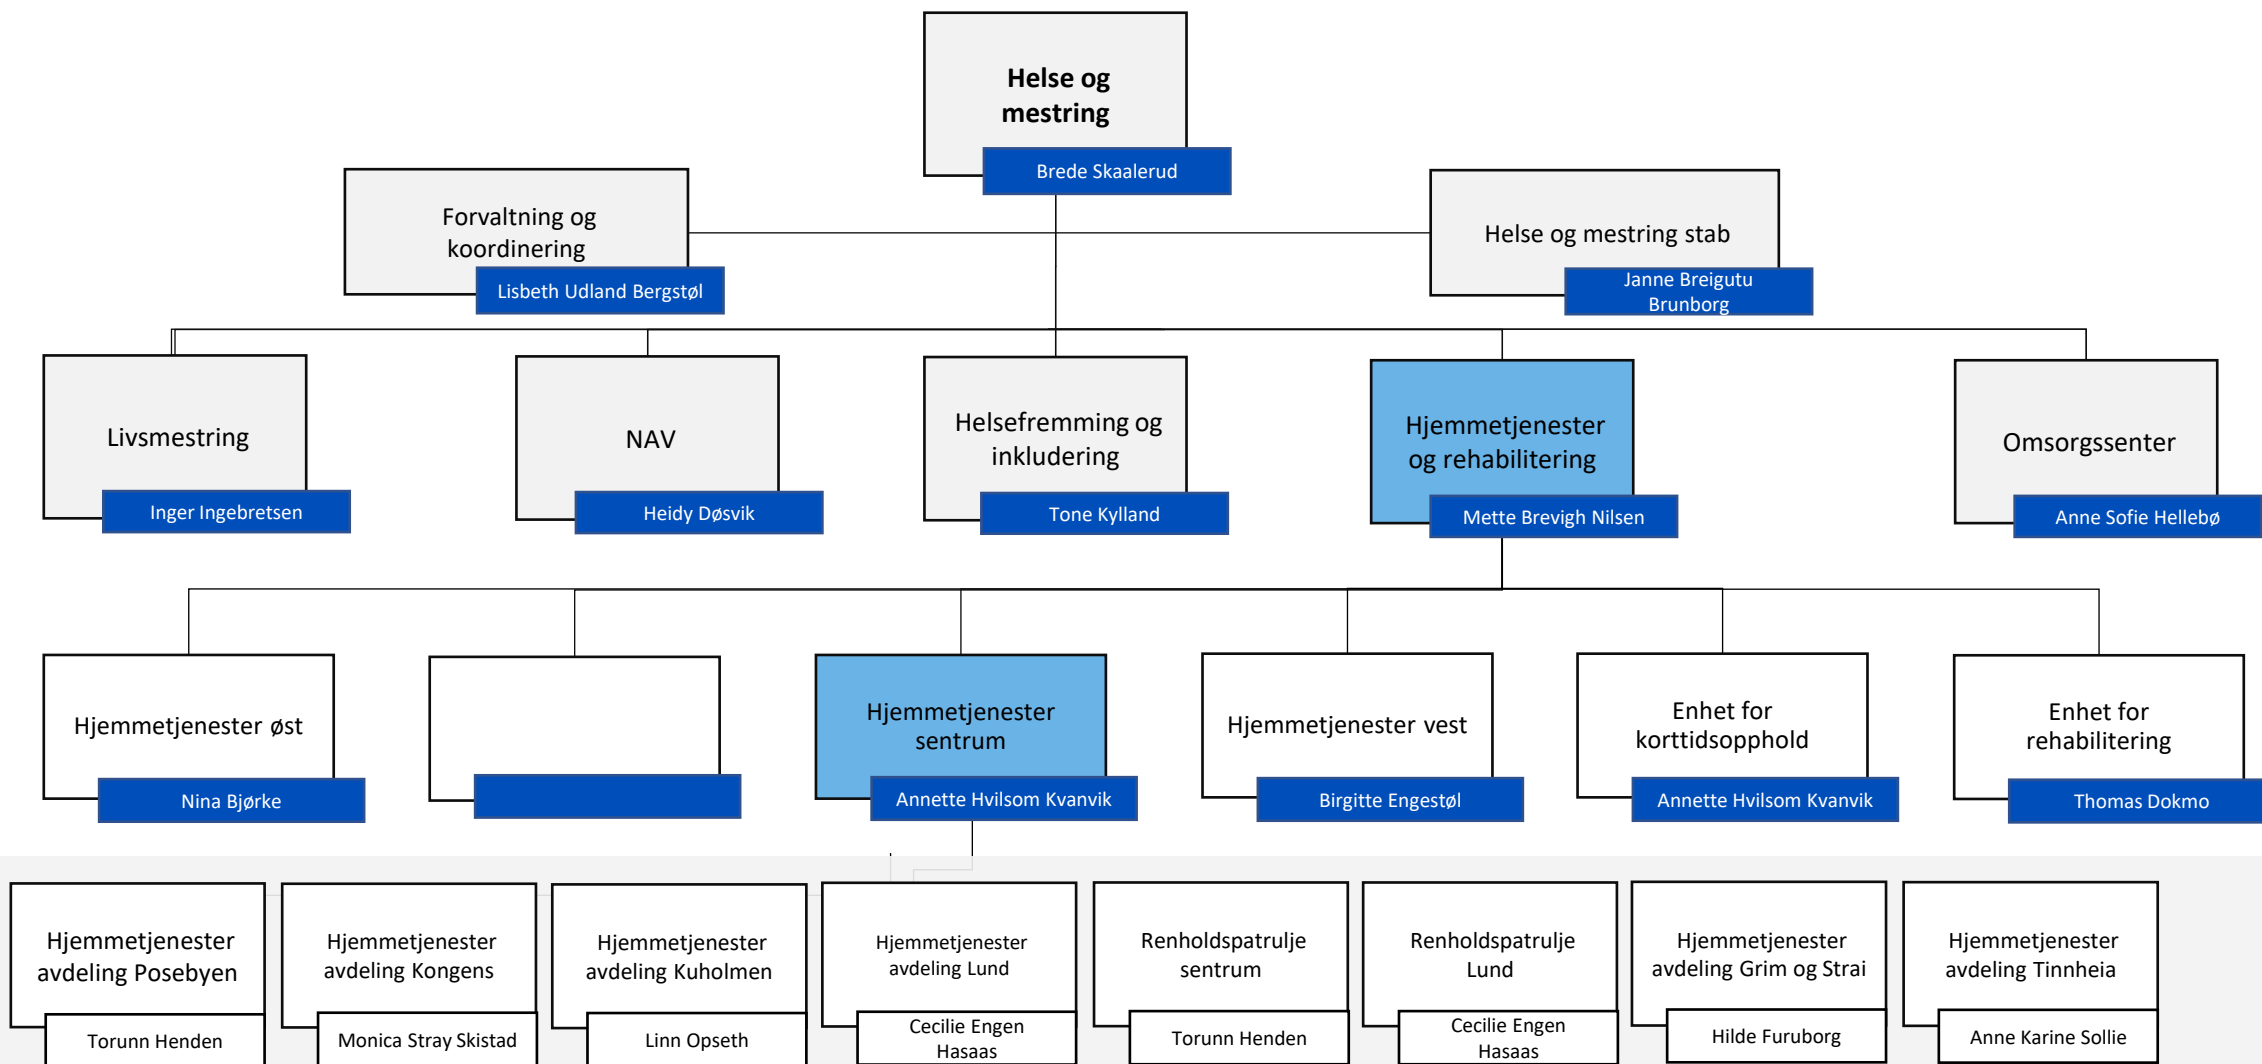 Helse og
mestring
Brede Skaalerud
Forvaltning og
koordinering
Lisbeth Udland Bergstøl
Helse og mestring stab
Janne Breigutu
Brunborg
Livsmestring
Inger Ingebretsen
NAV
Heidy Døsvik
Helsefremming og
inkludering
Tone Kylland
Hjemmetjenester
og rehabilitering
Mette Brevigh Nilsen
Omsorgssenter
Anne Sofie Hellebø
Hjemmetjenester øst
Nina Bjørke
Hjemmetjenester
sentrum
Annette Hvilsom Kvanvik
Hjemmetjenester vest
Birgitte Engestøl
Enhet for
korttidsopphold
Annette Hvilsom Kvanvik
Enhet for
rehabilitering
Thomas Dokmo
Hjemmetjenester
avdeling Posebyen
Torunn Henden
Hjemmetjenester
avdeling Kongens
Monica Stray Skistad
Hjemmetjenester
avdeling Kuholmen
Linn Opseth
Hjemmetjenester
avdeling Lund
Cecilie Engen
Hasaas
Renholdspatrulje
sentrum
Torunn Henden
Renholdspatrulje
Lund
Cecilie Engen
Hasaas
Hjemmetjenester
avdeling Grim og Strai
Hilde Furuborg
Hjemmetjenester
avdeling Tinnheia
Anne Karine Sollie